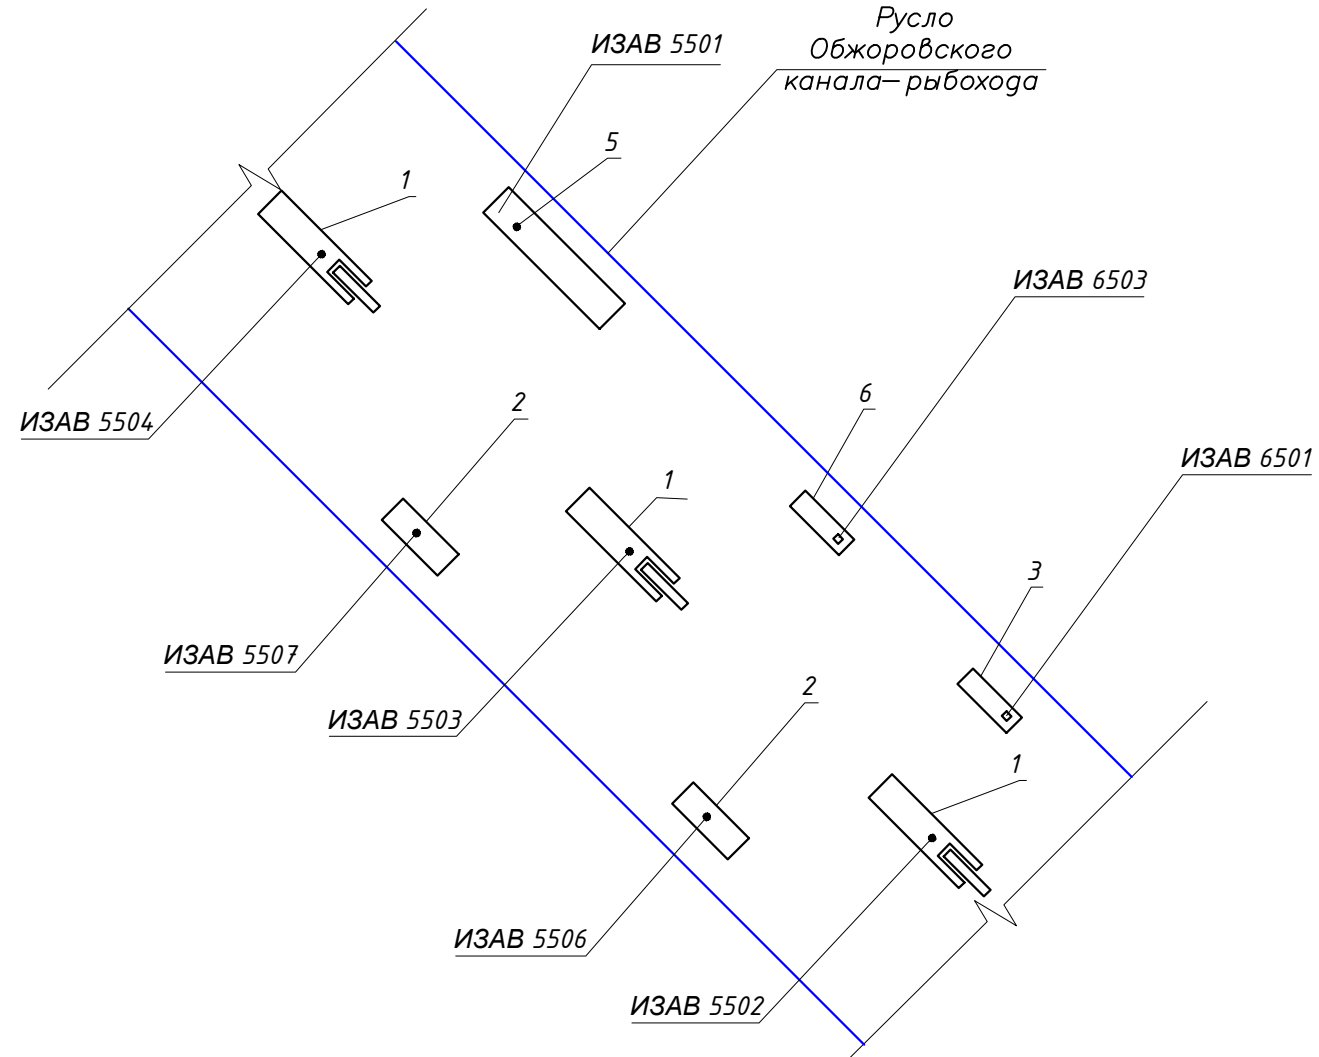 Русло
Обжоровского
канала-рыбохода
ИЗАВ 5501
5
1
ИЗАВ 6503
6
2
ИЗАВ 5504
ИЗАВ 6501
1
3
ИЗАВ 5507
2
ИЗАВ 5503
1
ИЗАВ 5506
ИЗАВ 5502